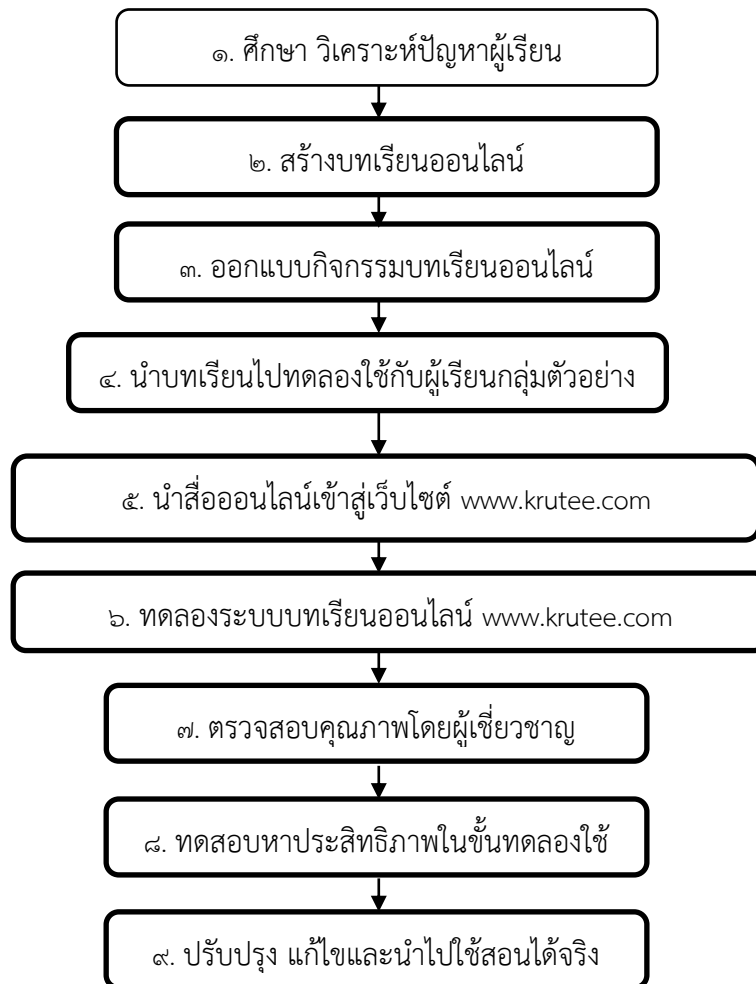 ๑. ศึกษา วิเคราะห์ปัญหาผู้เรียน
๒. สร้างบทเรียนออนไลน์
๓. ออกแบบกิจกรรมบทเรียนออนไลน์
๔. นำบทเรียนไปทดลองใช้กับผู้เรียนกลุ่มตัวอย่าง
๕. นำสื่อออนไลน์เข้าสู่เว็บไซต์ www.krutee.com
๖. ทดลองระบบบทเรียนออนไลน์ www.krutee.com
๗. ตรวจสอบคุณภาพโดยผู้เชี่ยวชาญ
๘. ทดสอบหาประสิทธิภาพในขั้นทดลองใช้
๙. ปรับปรุง แก้ไขและนำไปใช้สอนได้จริง